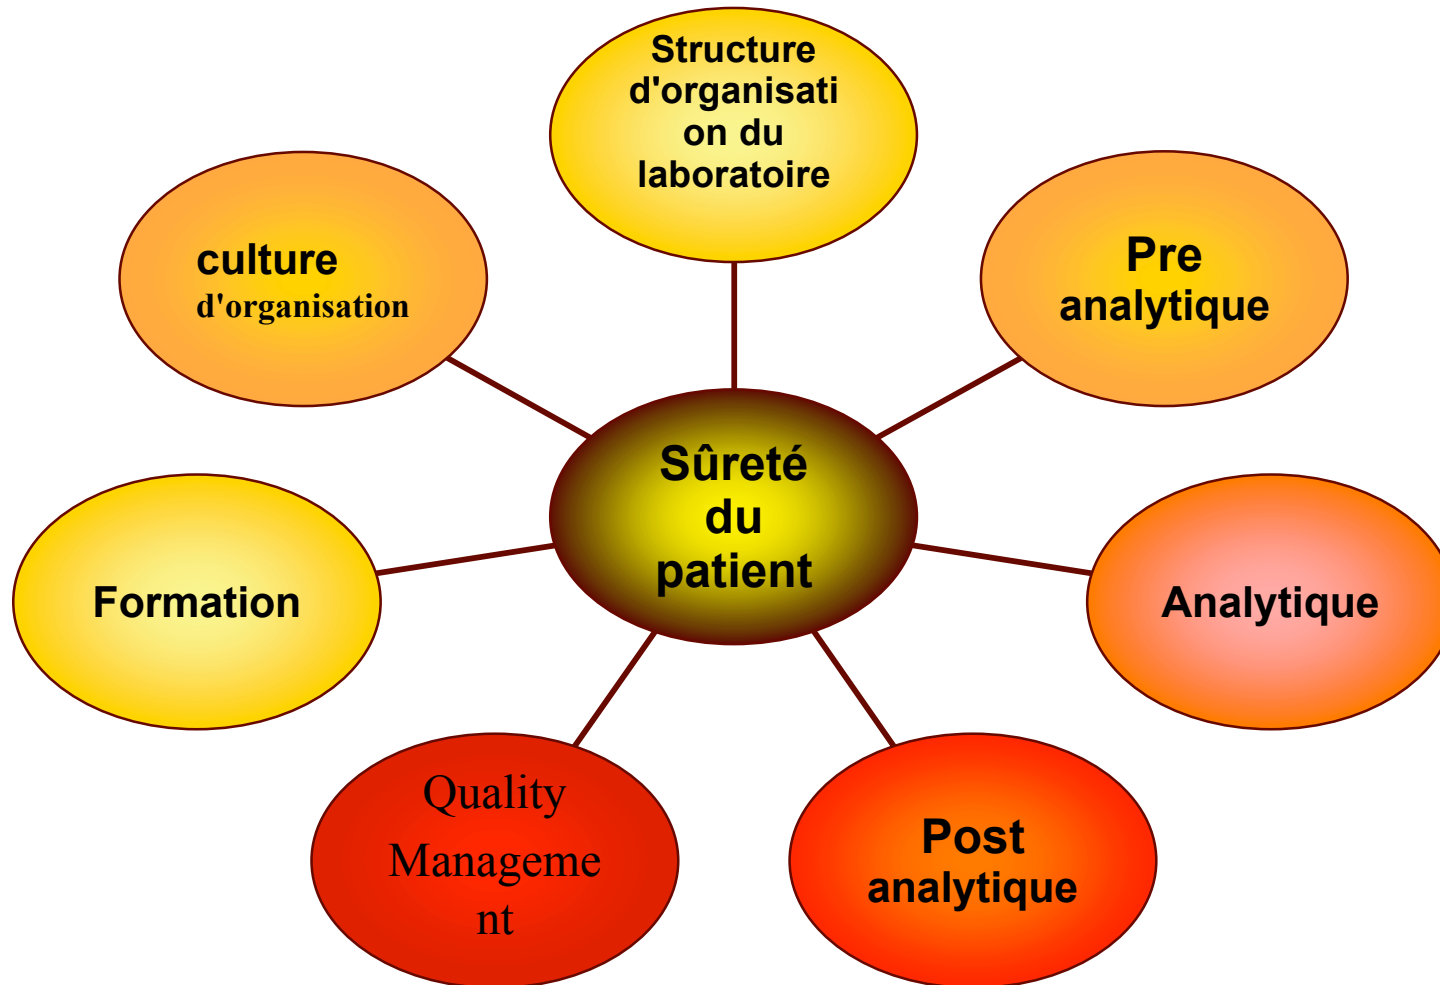 Structure
d'organisati
on du
laboratoire
culture
d'organisation
Pre
analytique
Sûreté
du
patient
Formation
Analytique
Quality
Manageme
nt
Post
analytique